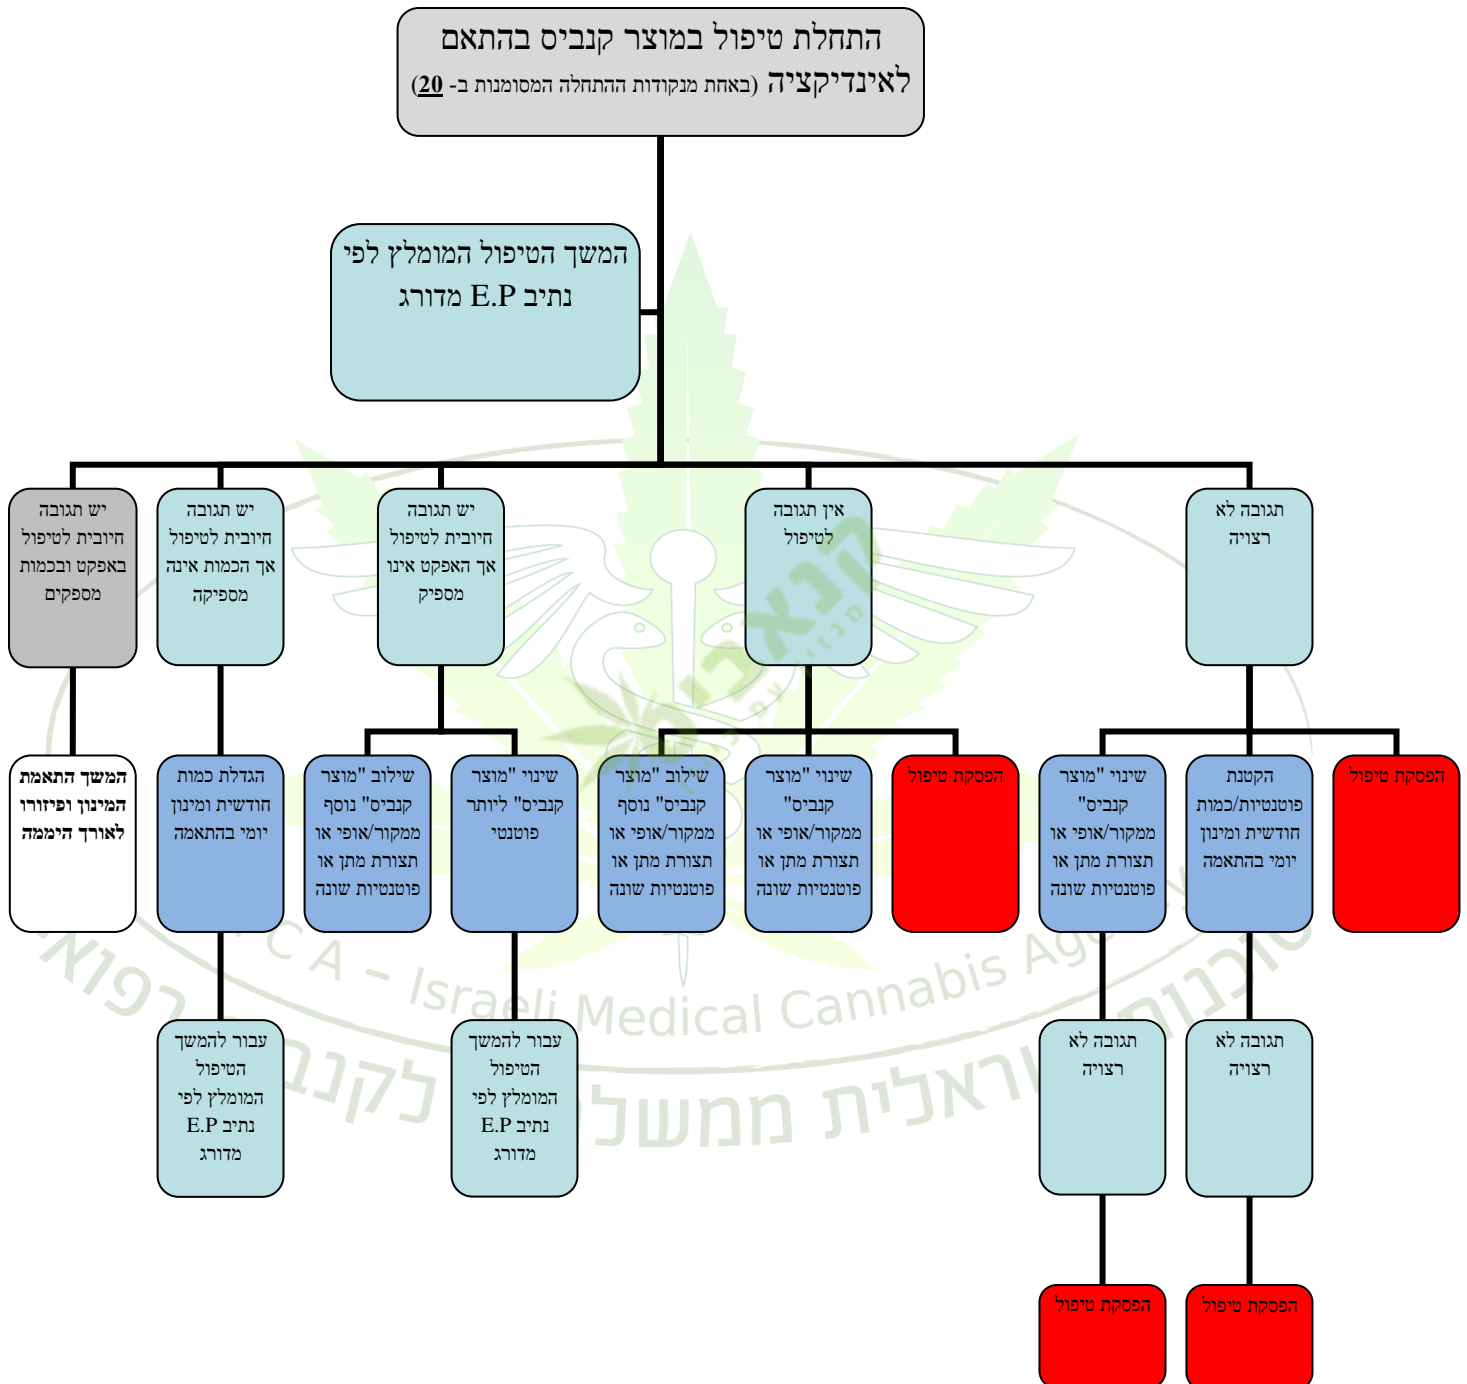 התחלת טיפול במוצר קנביס בהתאם
לאינדיקציה (באחת מנקודות ההתחלה המסומנות ב- 20)
המשך הטיפול המומלץ לפי
נתיב E.P מדורג
תגובה לא
רצויה
אין תגובה
לטיפול
יש תגובה
חיובית לטיפול
אך האפקט אינו
מספיק
יש תגובה
חיובית לטיפול
אך הכמות אינה
מספיקה
יש תגובה
חיובית לטיפול
באפקט ובכמות
מספקים
הפסקת טיפול
הקטנת
פוטנטיות/כמות
חודשית ומינון
יומי בהתאמה
שינוי "מוצר
קנביס"
ממקור/אופי או
תצורת מתן או
פוטנטיות שונה
הפסקת טיפול
שינוי "מוצר
קנביס"
ממקור/אופי או
תצורת מתן או
פוטנטיות שונה
שילוב "מוצר
קנביס" נוסף
ממקור/אופי או
תצורת מתן או
פוטנטיות שונה
שינוי "מוצר
קנביס" ליותר
פוטנטי
שילוב "מוצר
קנביס" נוסף
ממקור/אופי או
תצורת מתן או
פוטנטיות שונה
הגדלת כמות
חודשית ומינון
יומי בהתאמה
המשך התאמת
המינון ופיזורו
לאורך היממה
תגובה לא
רצויה
תגובה לא
רצויה
עבור להמשך
הטיפול
המומלץ לפי
נתיב E.P
מדורג
עבור להמשך
הטיפול
המומלץ לפי
נתיב E.P
מדורג
הפסקת טיפול
הפסקת טיפול
קנאביס
מגזין
C A – Israeli Medical Cannabis Agency